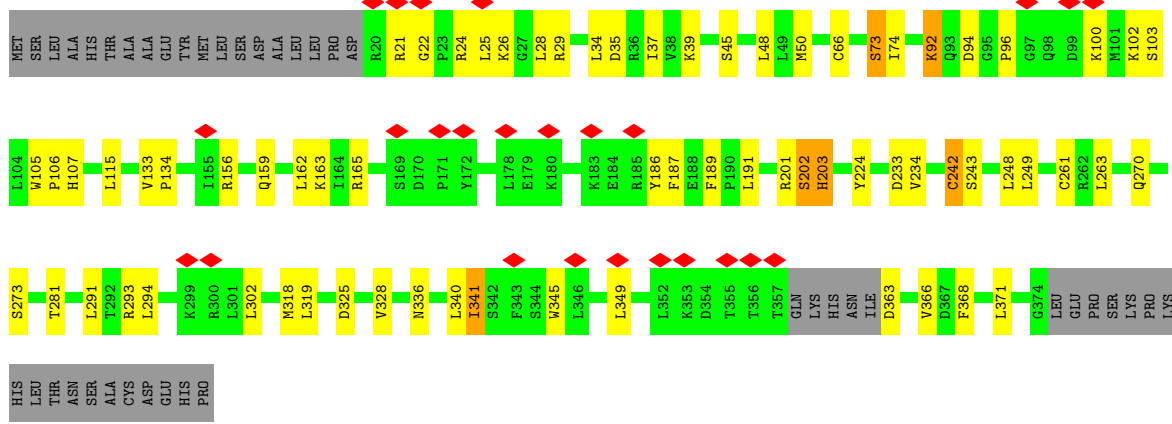 MET SER LEU ALA HIS THR ALA ALA GLU TYR MET LEU SER ASP ALA LEU LEU PRO ASP R20 R21 G22 P23 R24 L25 K26 G27 L28 R29 L34 D35 R36 I37 V38 K39 S45 L48 L49 M50 C66 S73 I74 K92 Q93 D94 G95 P96 G97 Q98 D99 K100 M101 K102 S103
L104 W105 P106 H107 L115 V133 P134 I155 R156 Q159 L162 K163 I164 R165 S169 D170 P171 Y172 L178 E179 K180 K183 E184 R185 Y186 F187 E188 F189 P190 L191 R201 S202 H203 Y224 D233 V234 C242 S243 L248 L249 C261 R262 L263 Q270
S273 T281 L291 T292 R293 L294 K299 R300 L301 L302 M318 L319 D325 V328 N336 L340 I341 S342 F343 S344 W345 L346 L349 L352 K353 D354 T355 T356 T357 GLN LYS HIS ASN ILE D363 V366 D367 F368 L371 G374 LEU GLU PRO SER LYS PRO LYS
HIS LEU THR ASN SER ALA CYS ASP GLU HIS PRO